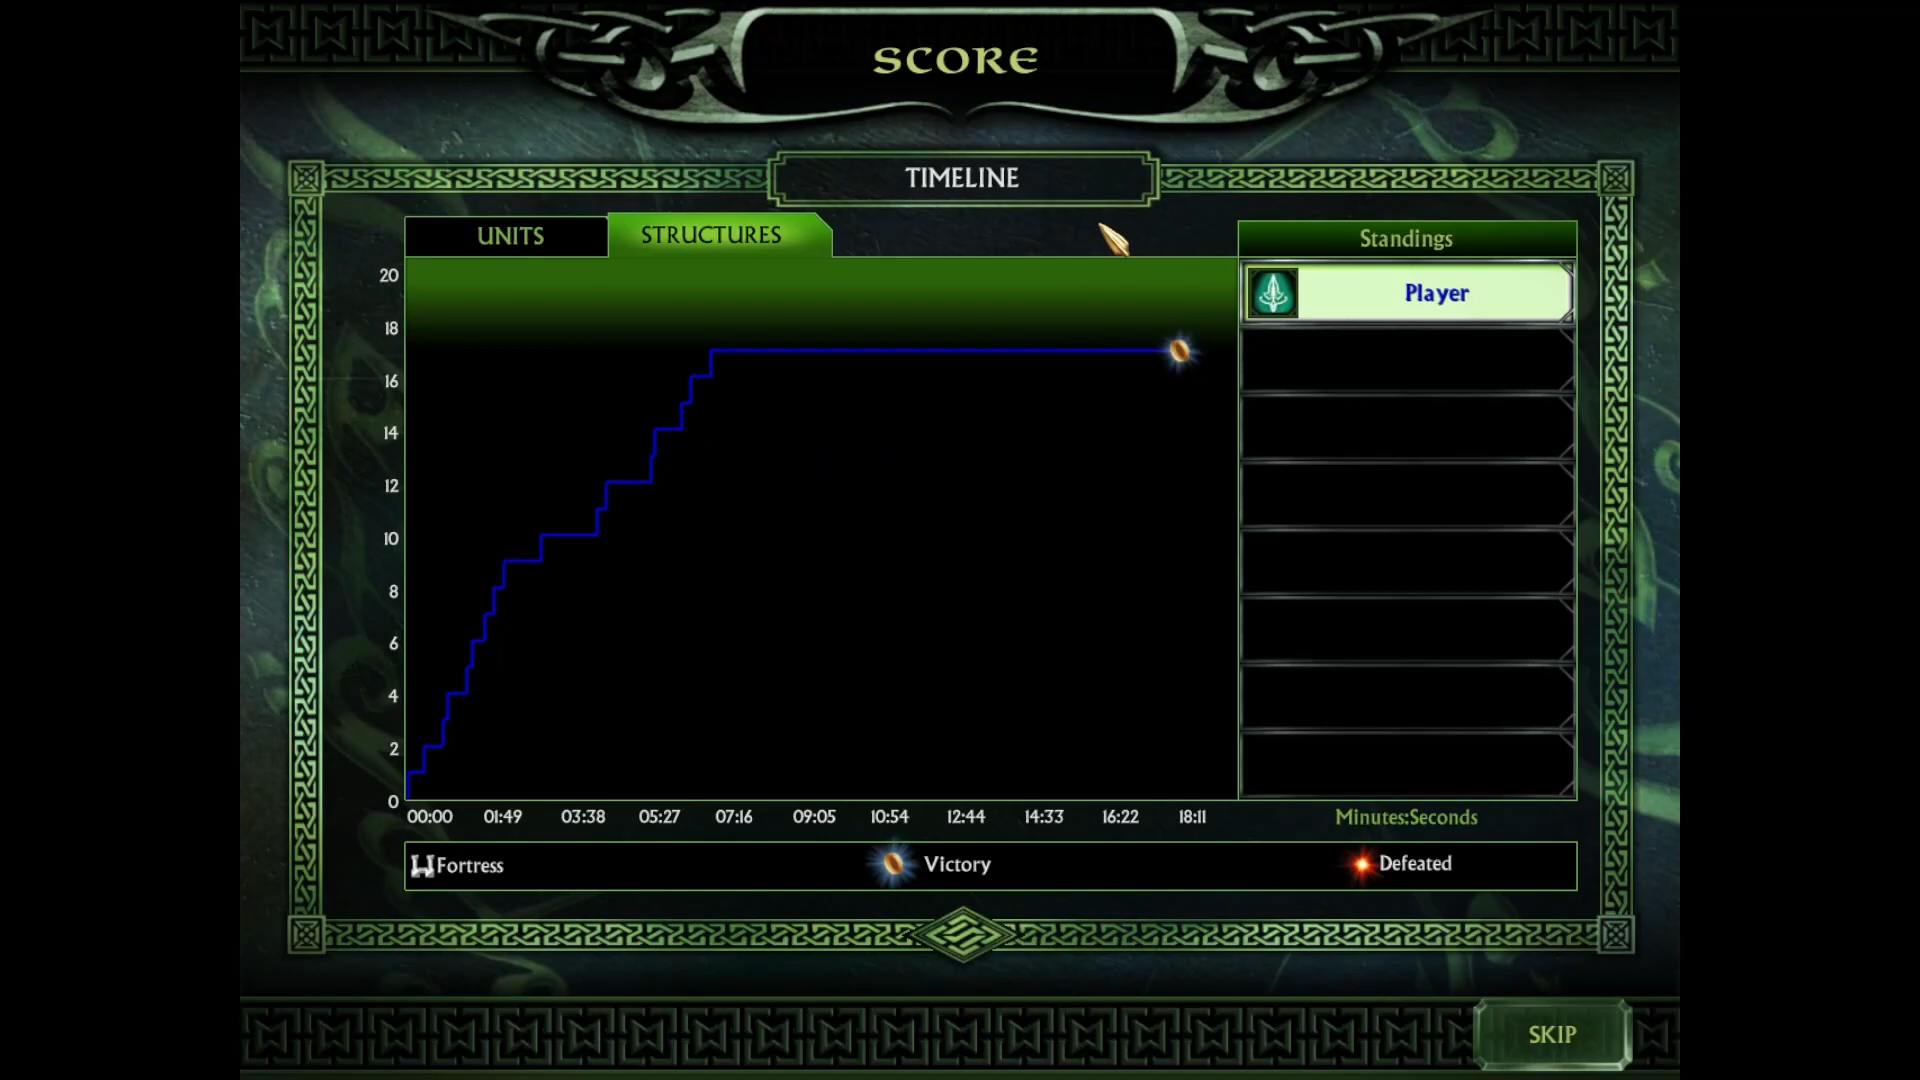 SCORE
TIMELINE
UNITS STRUCTURES
Standings
Player
20
18
16
14
12
10
8
6
4
2
0
00:00 01:49 03:38 05:27 07:16 09:05 10:54 12:44 14:33 16:22 18:11
Minutes:Seconds
Fortress Victory Defeated
SKIP